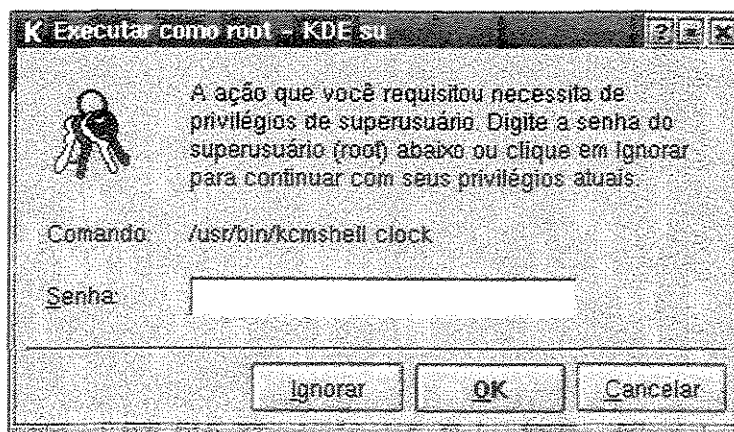 K Executar como root - KDE su
A ação que você requisitou necessita de
privilégios de superusuário. Digite a senha do
superusuário (root) abaixo ou clique em Ignorar
para continuar com seus privilégios atuais.
Comando: /usr/bin/kcmshell clock
Senha:
Ignorar OK Cancelar